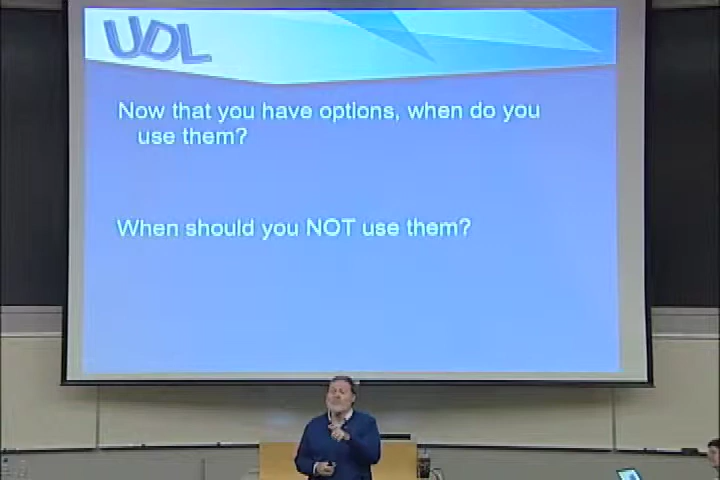 UDL
Now that you have options, when do you
use them?
When should you NOT use them?